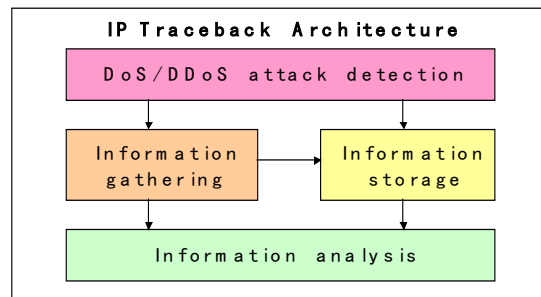 IP Traceback Architecture
DoS/DDoS attack detection
Information
gathering
Information
storage
Information analysis